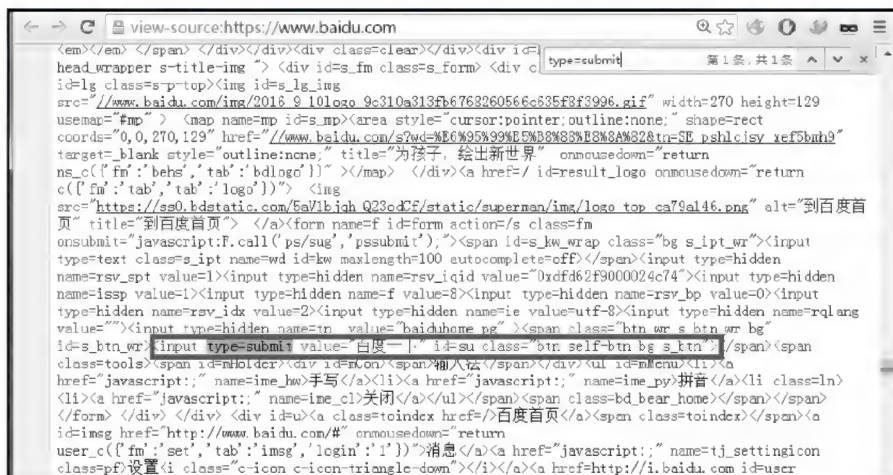 view-source:https://www.baidu.com
type=submit
第1条,共1条
<em></em> </span> </div></div><div class=clear></div><div id=
head_wrapper s-title-img "> <div id=s_fm class=s_form> <div c
id=lg class=s-p-top><img id=s_lg_img
src="//www.baidu.com/img/2016_9_10logo_9c310a313fb6768260566c635f8f3996.gif" width=270 height=129
usemap="#mp" > <map name=mp id=s_mp><area style="cursor:pointer;outline:none;" shape=rect
coords="0,0,270,129" href="//www.baidu.com/s?wd=%E6%95%99%E5%B8%88%E8%8A%82&tn=SE_pshlcjsy_xef5bmh9"
target=_blank style="outline:none;" title="为孩子, 绘出新世界" onmousedown="return
ns_c({'fm':'behs','tab':'bdlogo'})" ></map> </div><a href=/ id=result_logo onmousedown="return
c({'fm':'tab','tab':'logo'})"> <img
src="https://ss0.bdstatic.com/5aV1bjqh_Q23odCf/static/superman/img/logo_top_ca79a146.png" alt="到百度首
页" title="到百度首页"> </a><form name=f id=form action=/s class=fm
onsubmit="javascript:F.call('ps/sug','pssubmit');"><span id=s_kw_wrap class="bg s_ipt_wr"><input
type=text class=s_ipt name=wd id=kw maxlength=100 autocomplete=off></span><input type=hidden
name=rsv_spt value=1><input type=hidden name=rsv_iqid value="0xdfd62f9000024c74"><input type=hidden
name=issp value=1><input type=hidden name=f value=8><input type=hidden name=rsv_bp value=0><input
type=hidden name=rsv_idx value=2><input type=hidden name=ie value=utf-8><input type=hidden name=rqlang
value=""><input type=hidden name=tn value="baiduhome_pg" ><span class="btn_wr s_btn_wr bg"
id=s_btn_wr><input type=submit value="百度一下" id=su class="btn self-btn bg s_btn"></span><span
class=tools><span id=mHolder><div id=mCon><span>输入法</span></div><ul id=mMenu><li><a
href="javascript:;" name=ime_hw>手写</a><li><a href="javascript:;" name=ime_py>拼音</a><li class=ln>
<li><a href="javascript:;" name=ime_cl>关闭</a></ul></span><span class=bd_bear_home></span></span>
</form> </div> </div> <div id=u><a class=toindex href=/>百度首页</a><span class=toindex></span><a
id=imsg href="http://www.baidu.com/#" onmousedown="return
user_c({'fm':'set','tab':'imsg','login':'1'})">消息</a><a href="javascript:;" name=tj_settingicon
class=pf>设置<i class="c-icon c-icon-triangle-down"></i></a><a href=http://i.baidu.com id=user